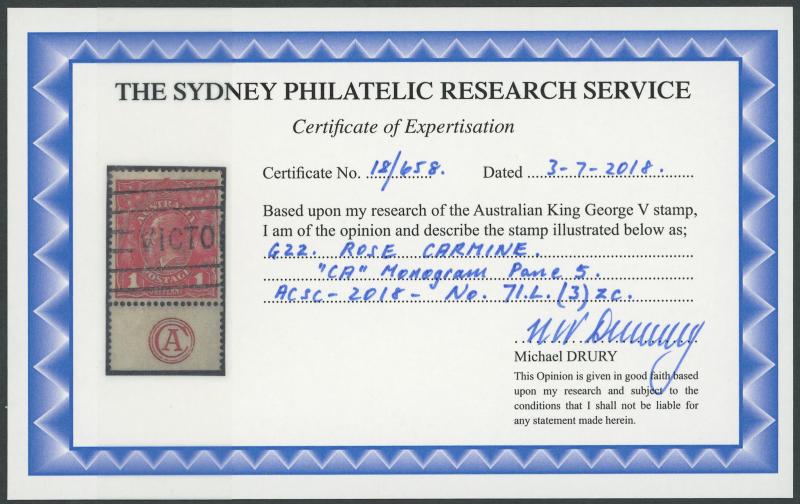 THE SYDNEY PHILATELIC RESEARCH SERVICE
Certificate of Expertisation
Certificate No. 18/658. Dated 3-7-2018.
Based upon my research of the Australian King George V stamp,
I am of the opinion and describe the stamp illustrated below as;
G22. ROSE CARMINE.
"CA" Monogram Pane 5.
ACSC-2018- No. 71.L.(3)zc.
Michael DRURY
This Opinion is given in good faith based
upon my research and subject to the
conditions that I shall not be liable for
any statement made herein.
AUSTRALIA
VICTO
1 POSTAGE 1
CA